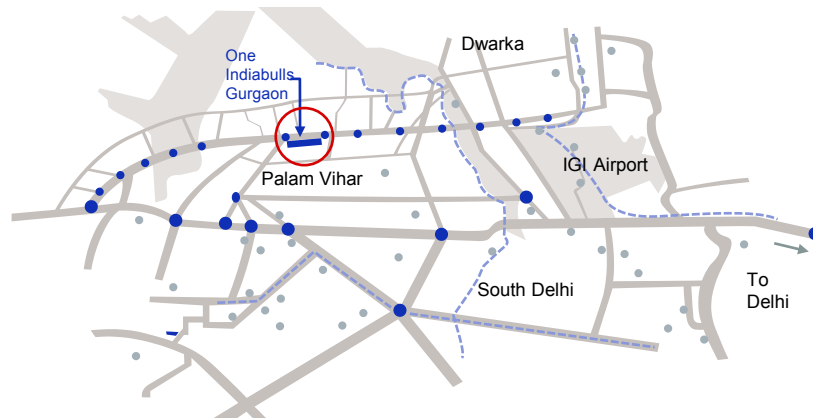 Dwarka
One
Indiabulls
Gurgaon
IGI Airport
Palam Vihar
South Delhi
To
Delhi